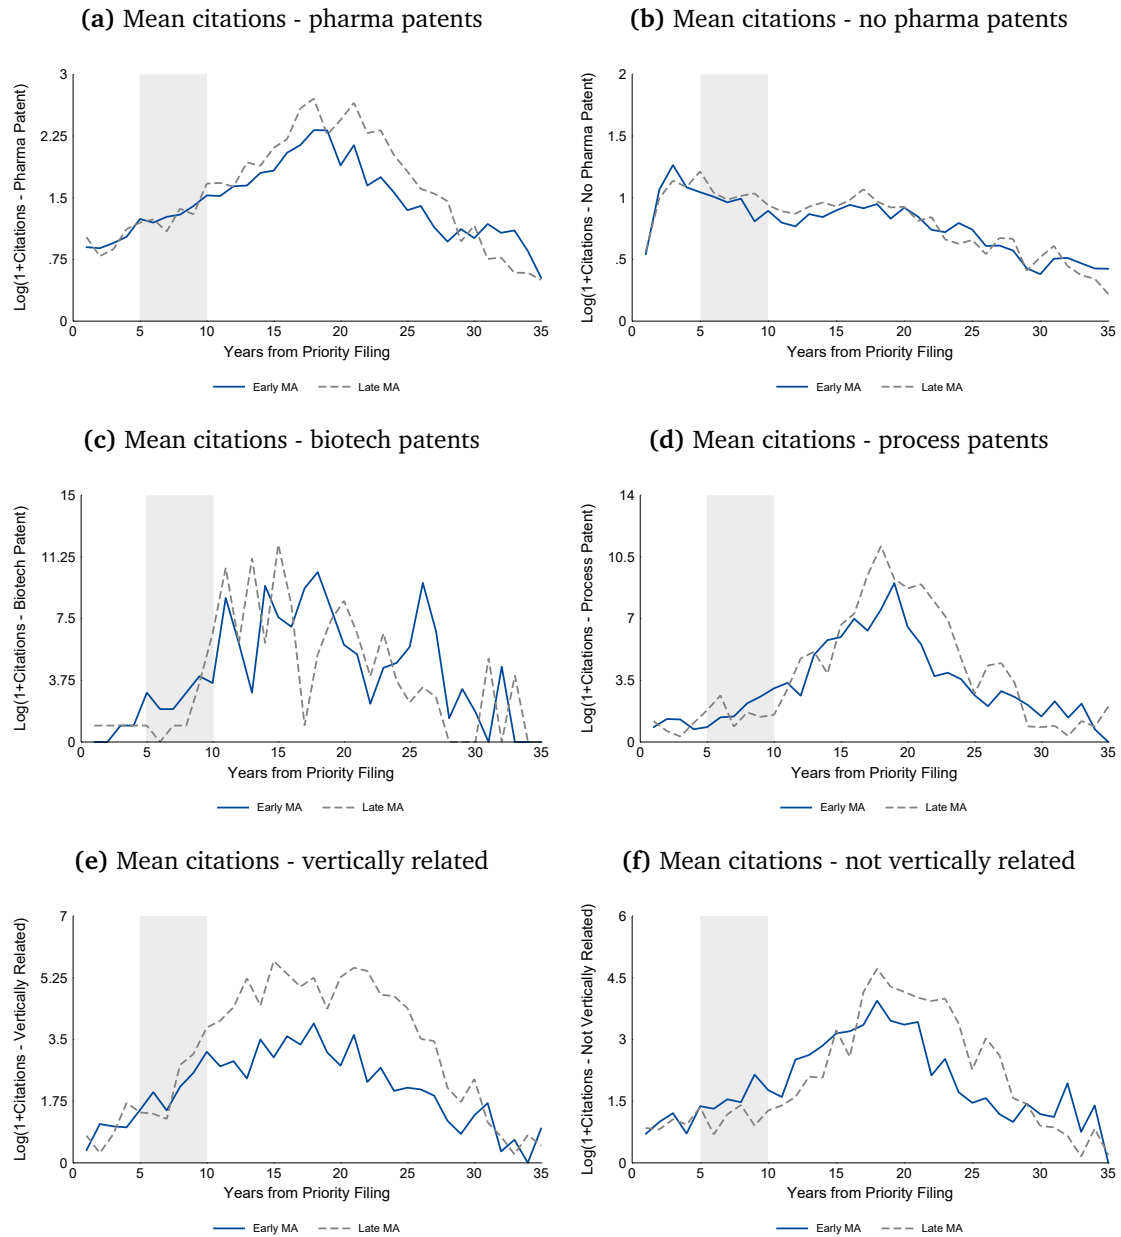 (a) Mean citations - pharma patents
Log(1+Citations - Pharma Patent)
3
2.25
1.5
.75
0
0 5 10 15 20 25 30 35
Years from Priority Filing
Early MA Late MA
(b) Mean citations - no pharma patents
Log(1+Citations - No Pharma Patent)
2
1.5
1
.5
0
0 5 10 15 20 25 30 35
Years from Priority Filing
Early MA Late MA
(c) Mean citations - biotech patents
Log(1+Citations - Biotech Patent)
15
11.25
7.5
3.75
0
0 5 10 15 20 25 30 35
Years from Priority Filing
Early MA Late MA
(d) Mean citations - process patents
Log(1+Citations - Process Patent)
14
10.5
7
3.5
0
0 5 10 15 20 25 30 35
Years from Priority Filing
Early MA Late MA
(e) Mean citations - vertically related
Log(1+Citations - Vertically Related)
7
5.25
3.5
1.75
0
0 5 10 15 20 25 30 35
Years from Priority Filing
Early MA Late MA
(f) Mean citations - not vertically related
Log(1+Citations - Not Vertically Related)
6
4.5
3
1.5
0
0 5 10 15 20 25 30 35
Years from Priority Filing
Early MA Late MA